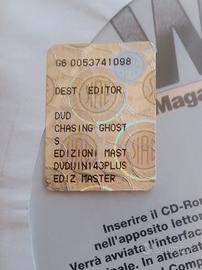 G6 0053741098
DEST. EDITOR.
DVD
CHASING GHOST
S
EDIZIONI MAST
DVDWIN143PLUS
EDIZ MASTER
W
Maga
Inserire il CD-Ro
nell'apposito letto
Verrà avviata l'interfac
In alternat